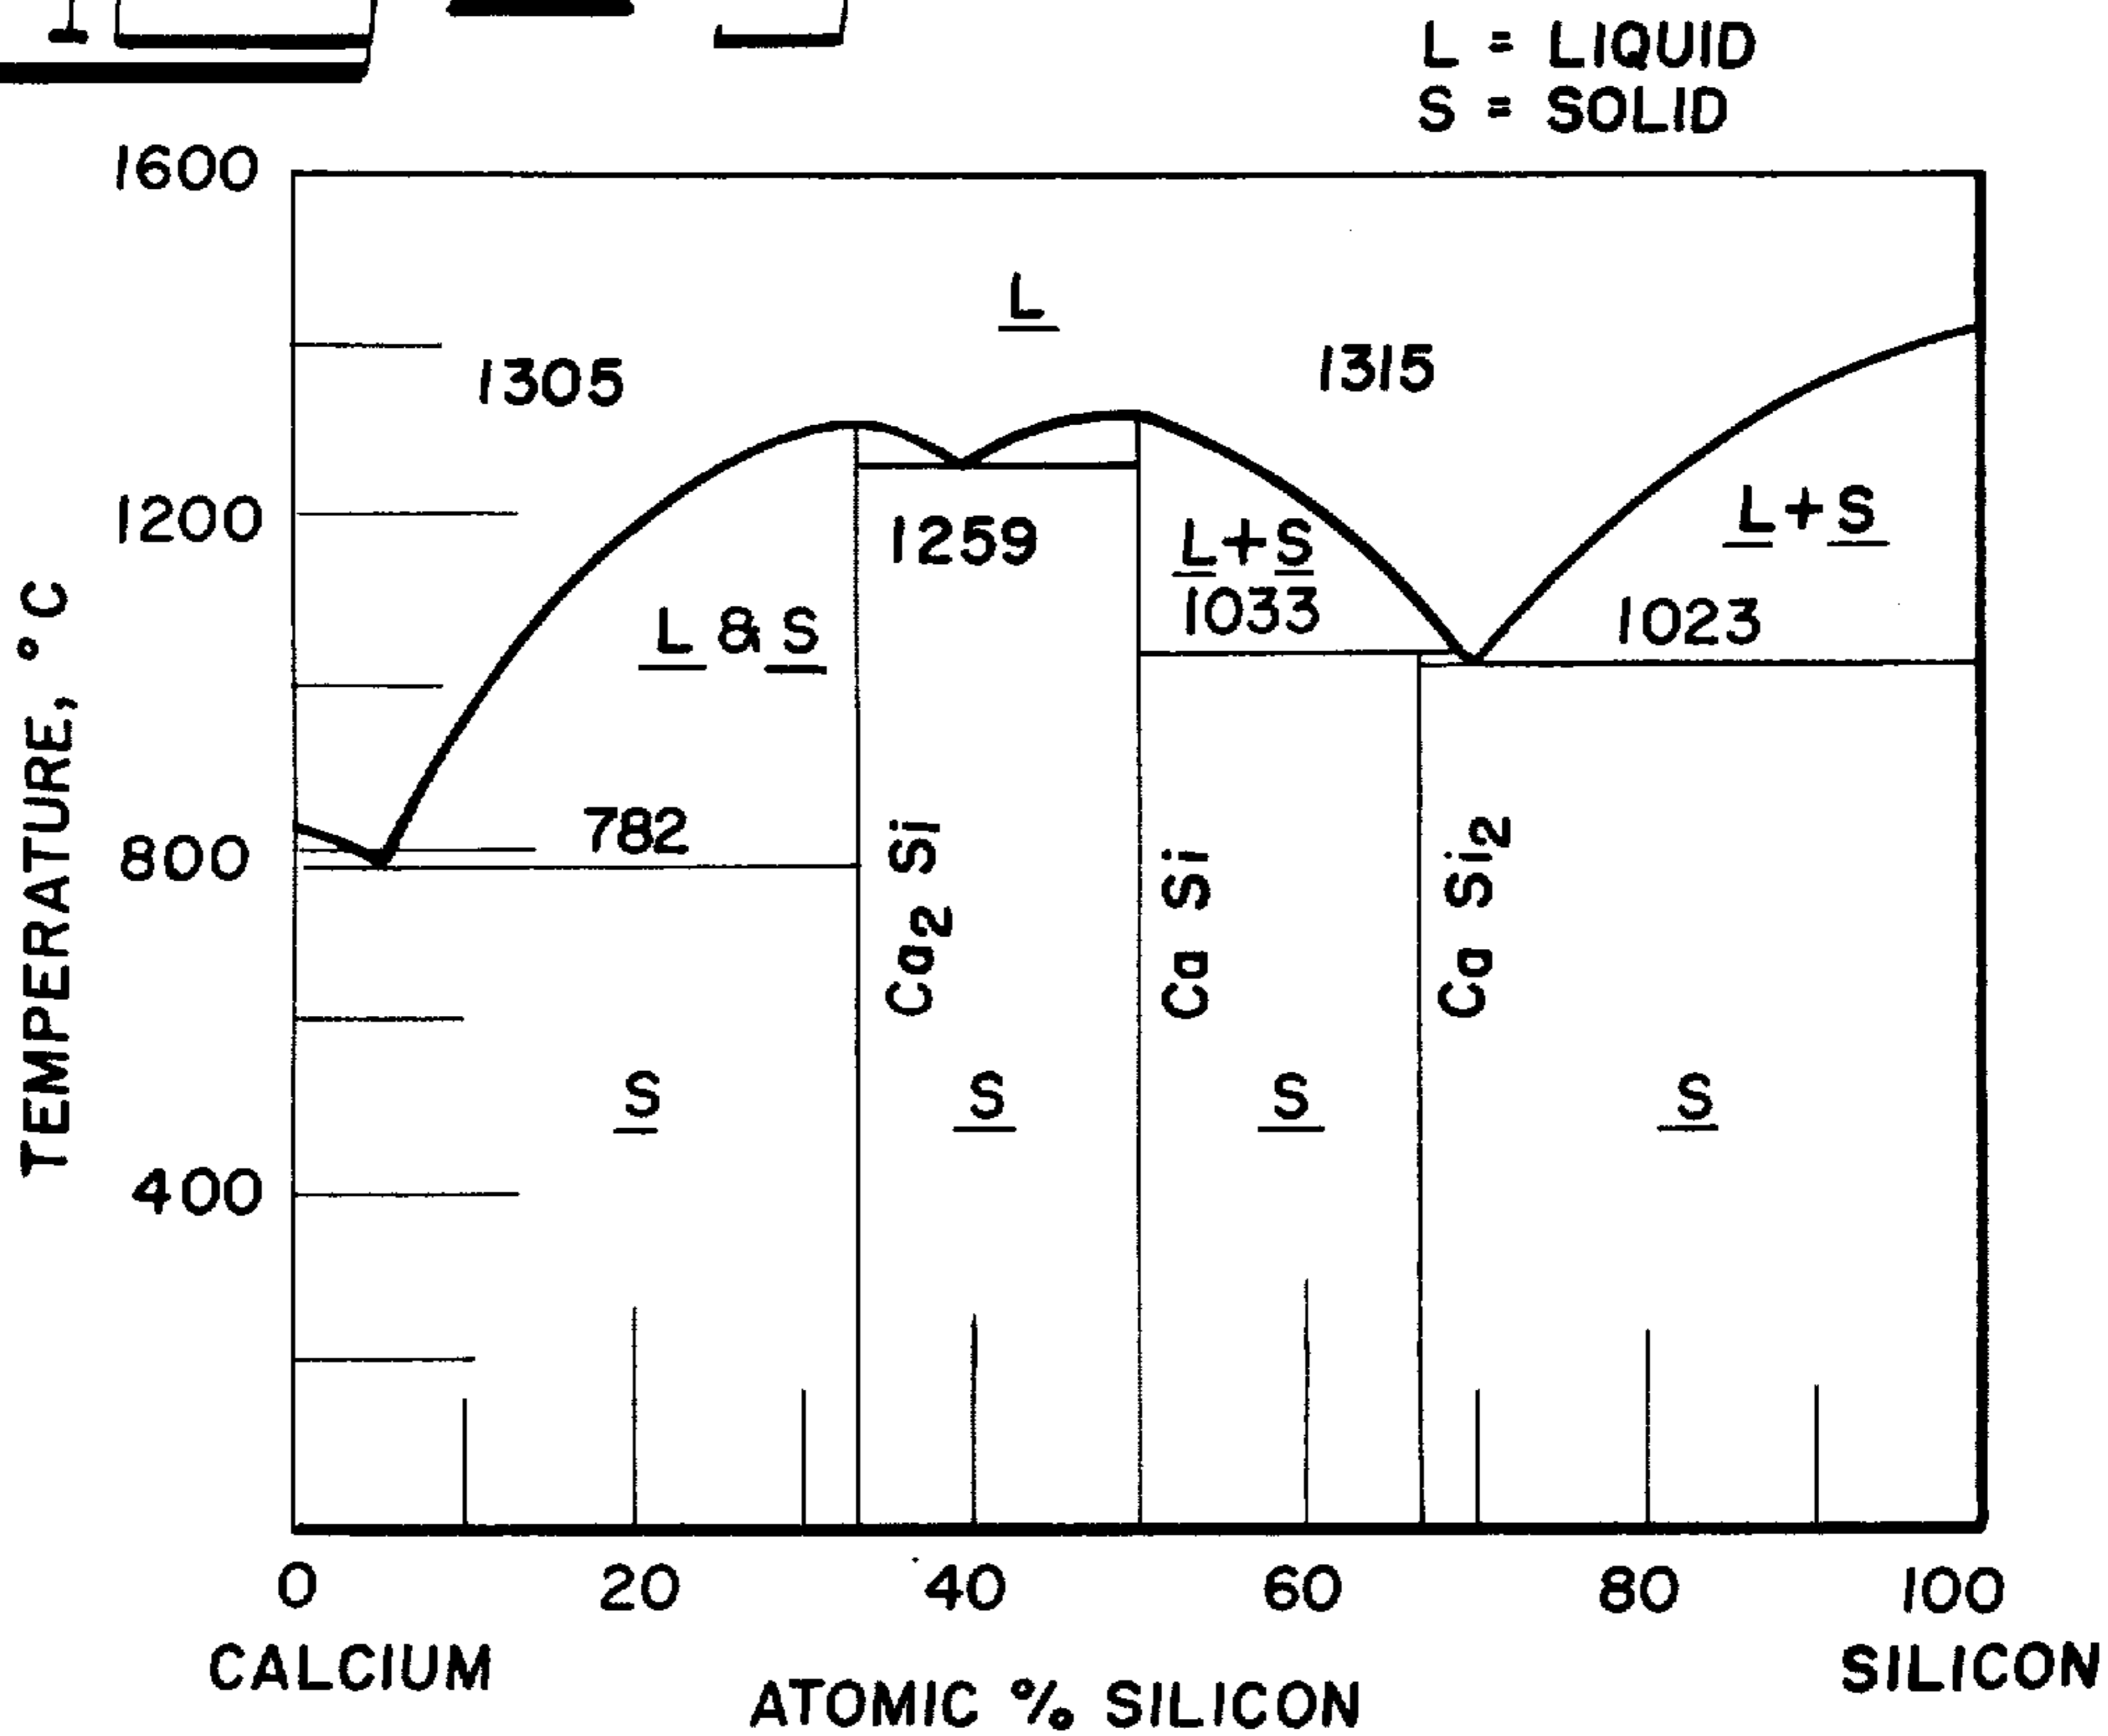 L = LIQUID
S = SOLID
1600
L
1305
1315
1200
1259
L+S
1033
L+S
1023
L & S
TEMPERATURE, °C
800
782
Ca2 Si
Ca Si
Ca Si2
S
S
S
S
400
0
20
40
60
80
100
CALCIUM
ATOMIC % SILICON
SILICON